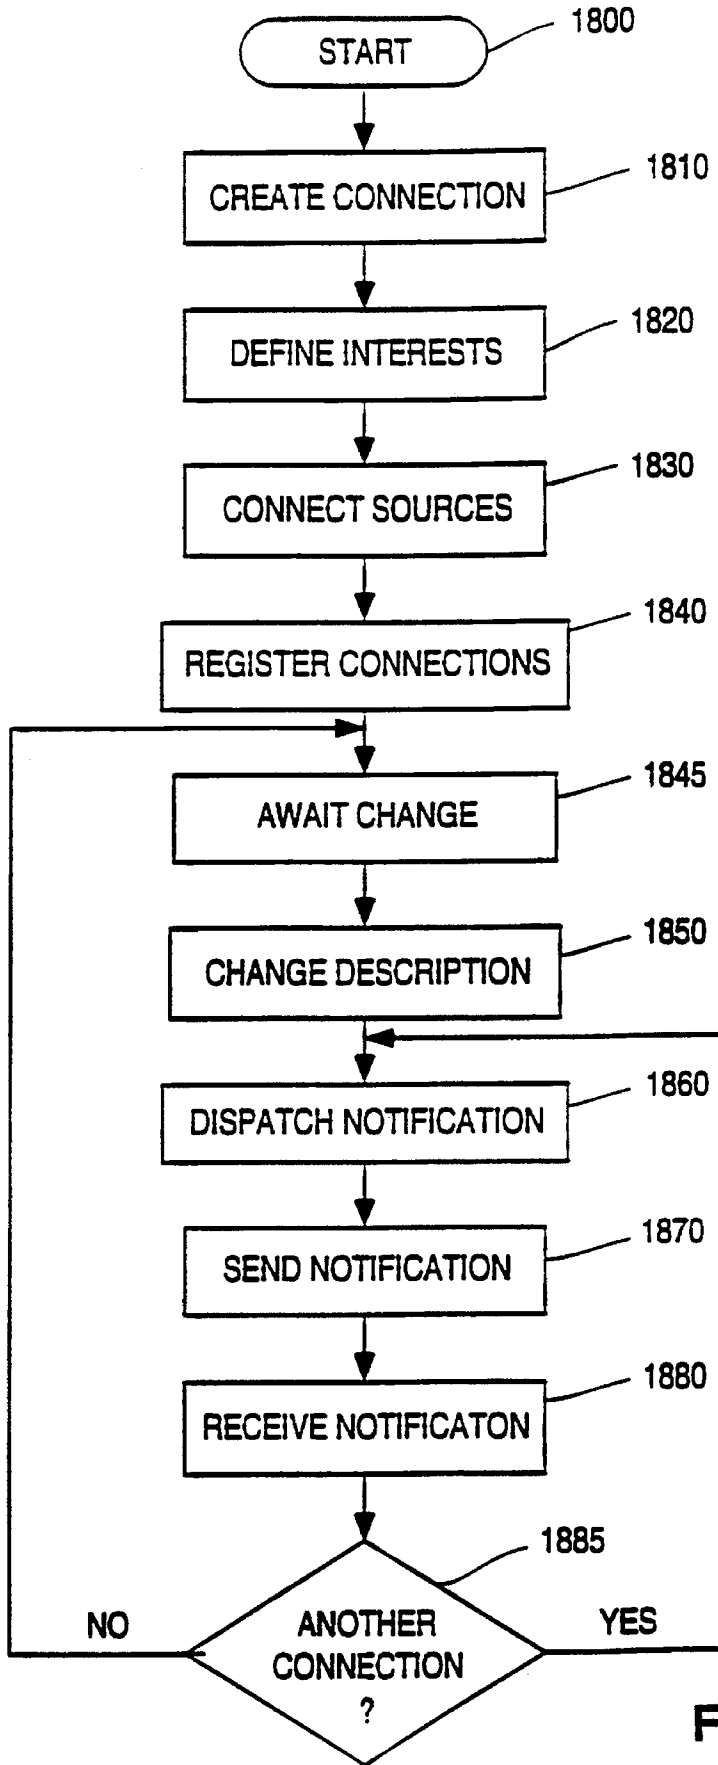 START
1800
CREATE CONNECTION
1810
DEFINE INTERESTS
1820
CONNECT SOURCES
1830
REGISTER CONNECTIONS
1840
AWAIT CHANGE
1845
CHANGE DESCRIPTION
1850
DISPATCH NOTIFICATION
1860
SEND NOTIFICATION
1870
RECEIVE NOTIFICATON
1880
1885
NO
ANOTHER
CONNECTION
?
YES
F